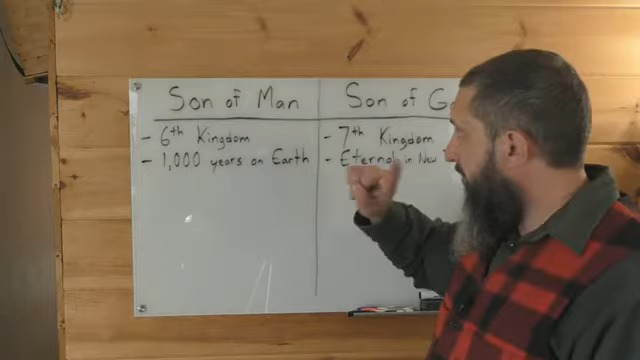 Son of Man
- 6th Kingdom
- 1,000 years on Earth
Son of G
- 7th Kingdom
- Eternal in New